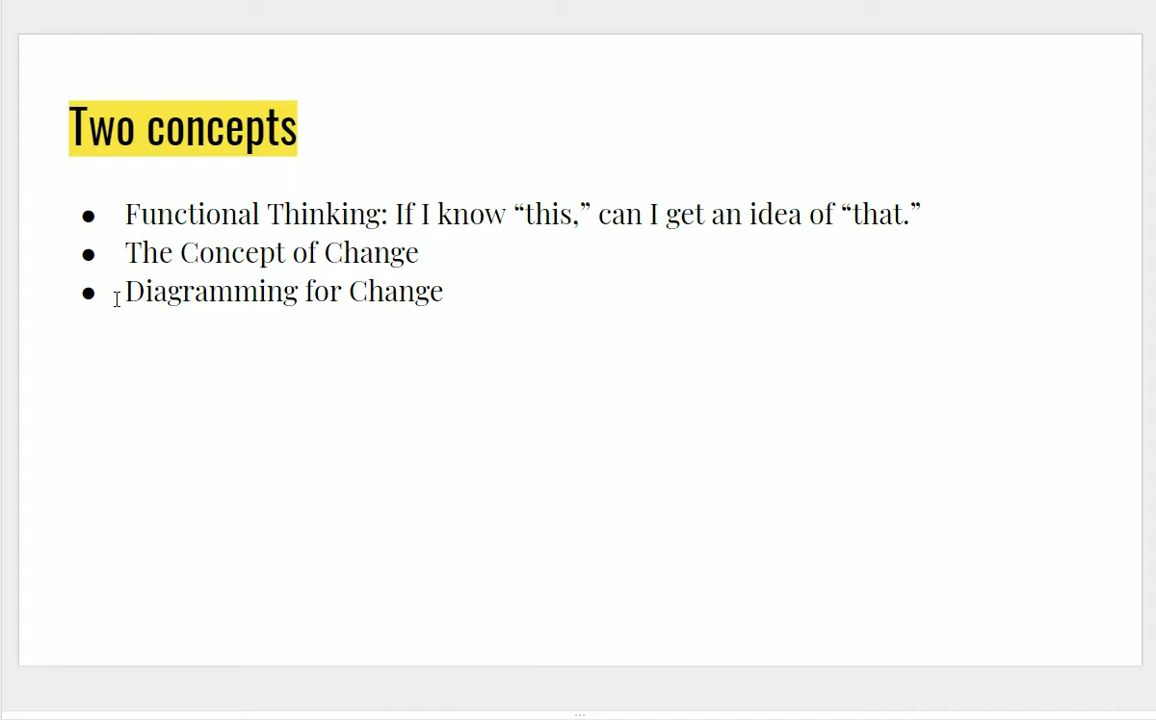 Two concepts
● Functional Thinking: If I know “this,” can I get an idea of “that.”
● The Concept of Change
● Diagramming for Change